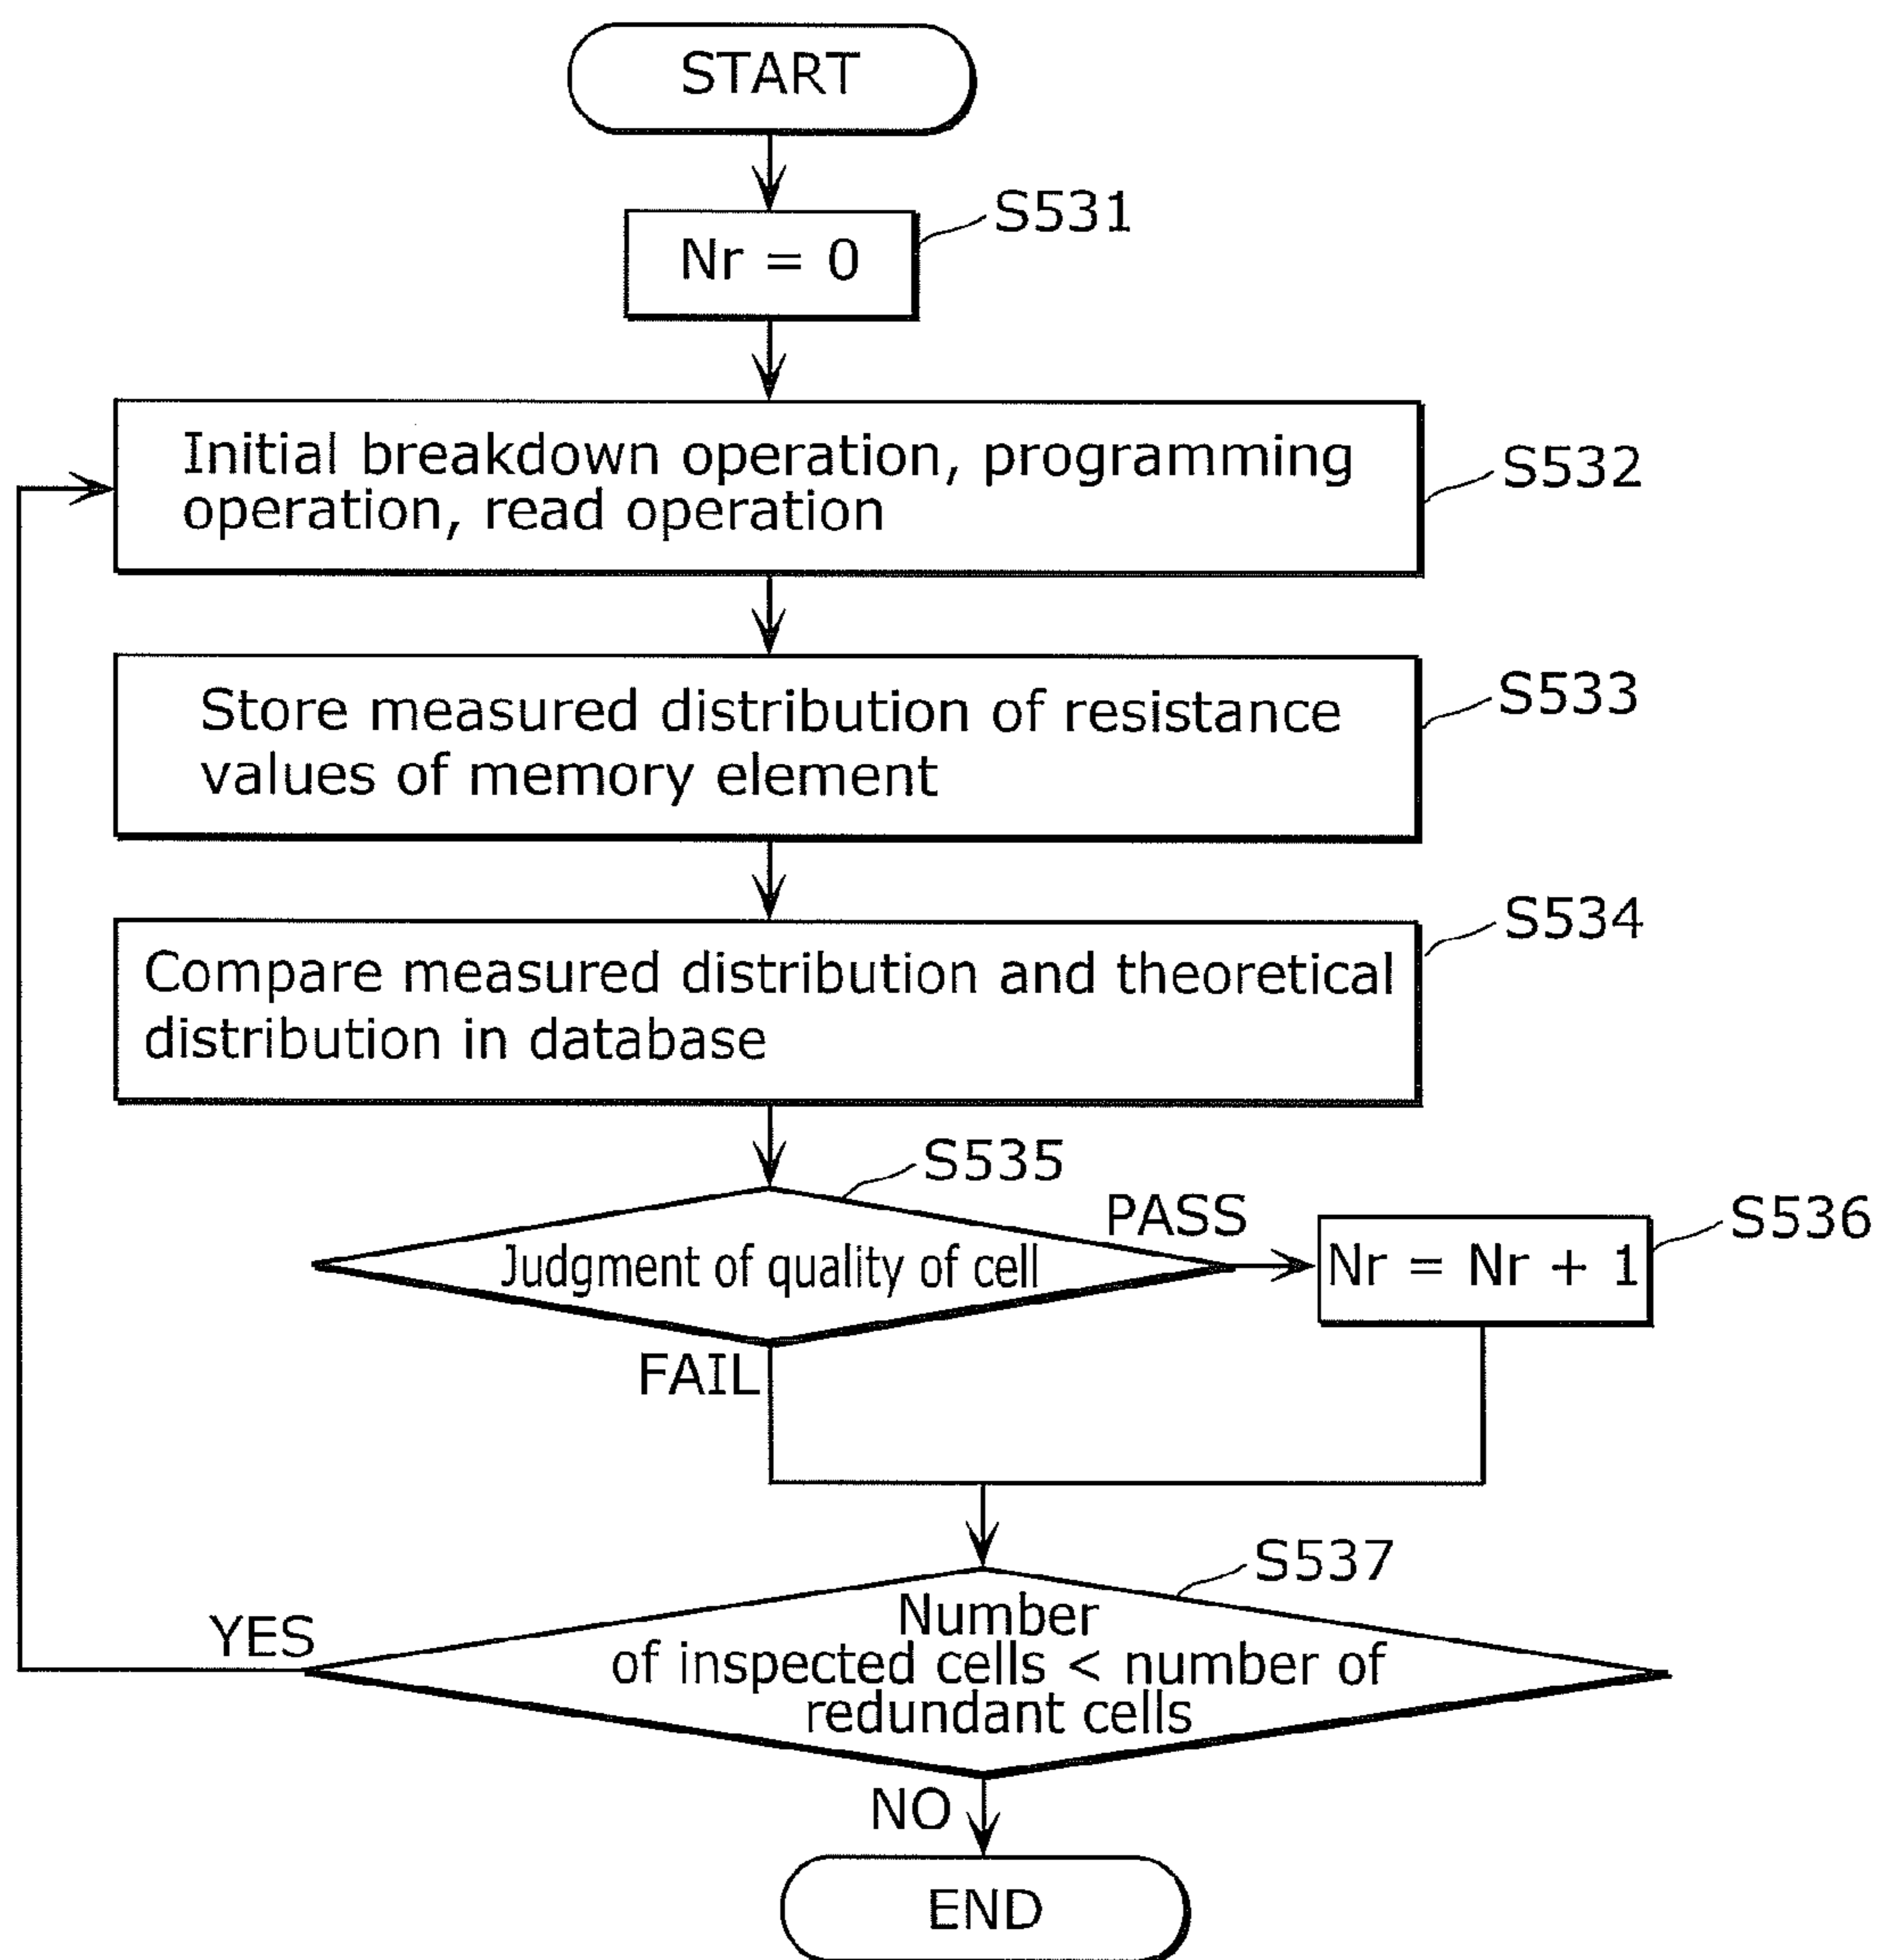 START
S531
Nr = 0
Initial breakdown operation, programming
operation, read operation
S532
Store measured distribution of resistance
values of memory element
S533
S534
Compare measured distribution and theoretical
distribution in database
S535
Judgment of quality of cell
PASS
Nr = Nr + 1
S536
FAIL
S537
Number
of inspected cells < number of
redundant cells
YES
NO
END